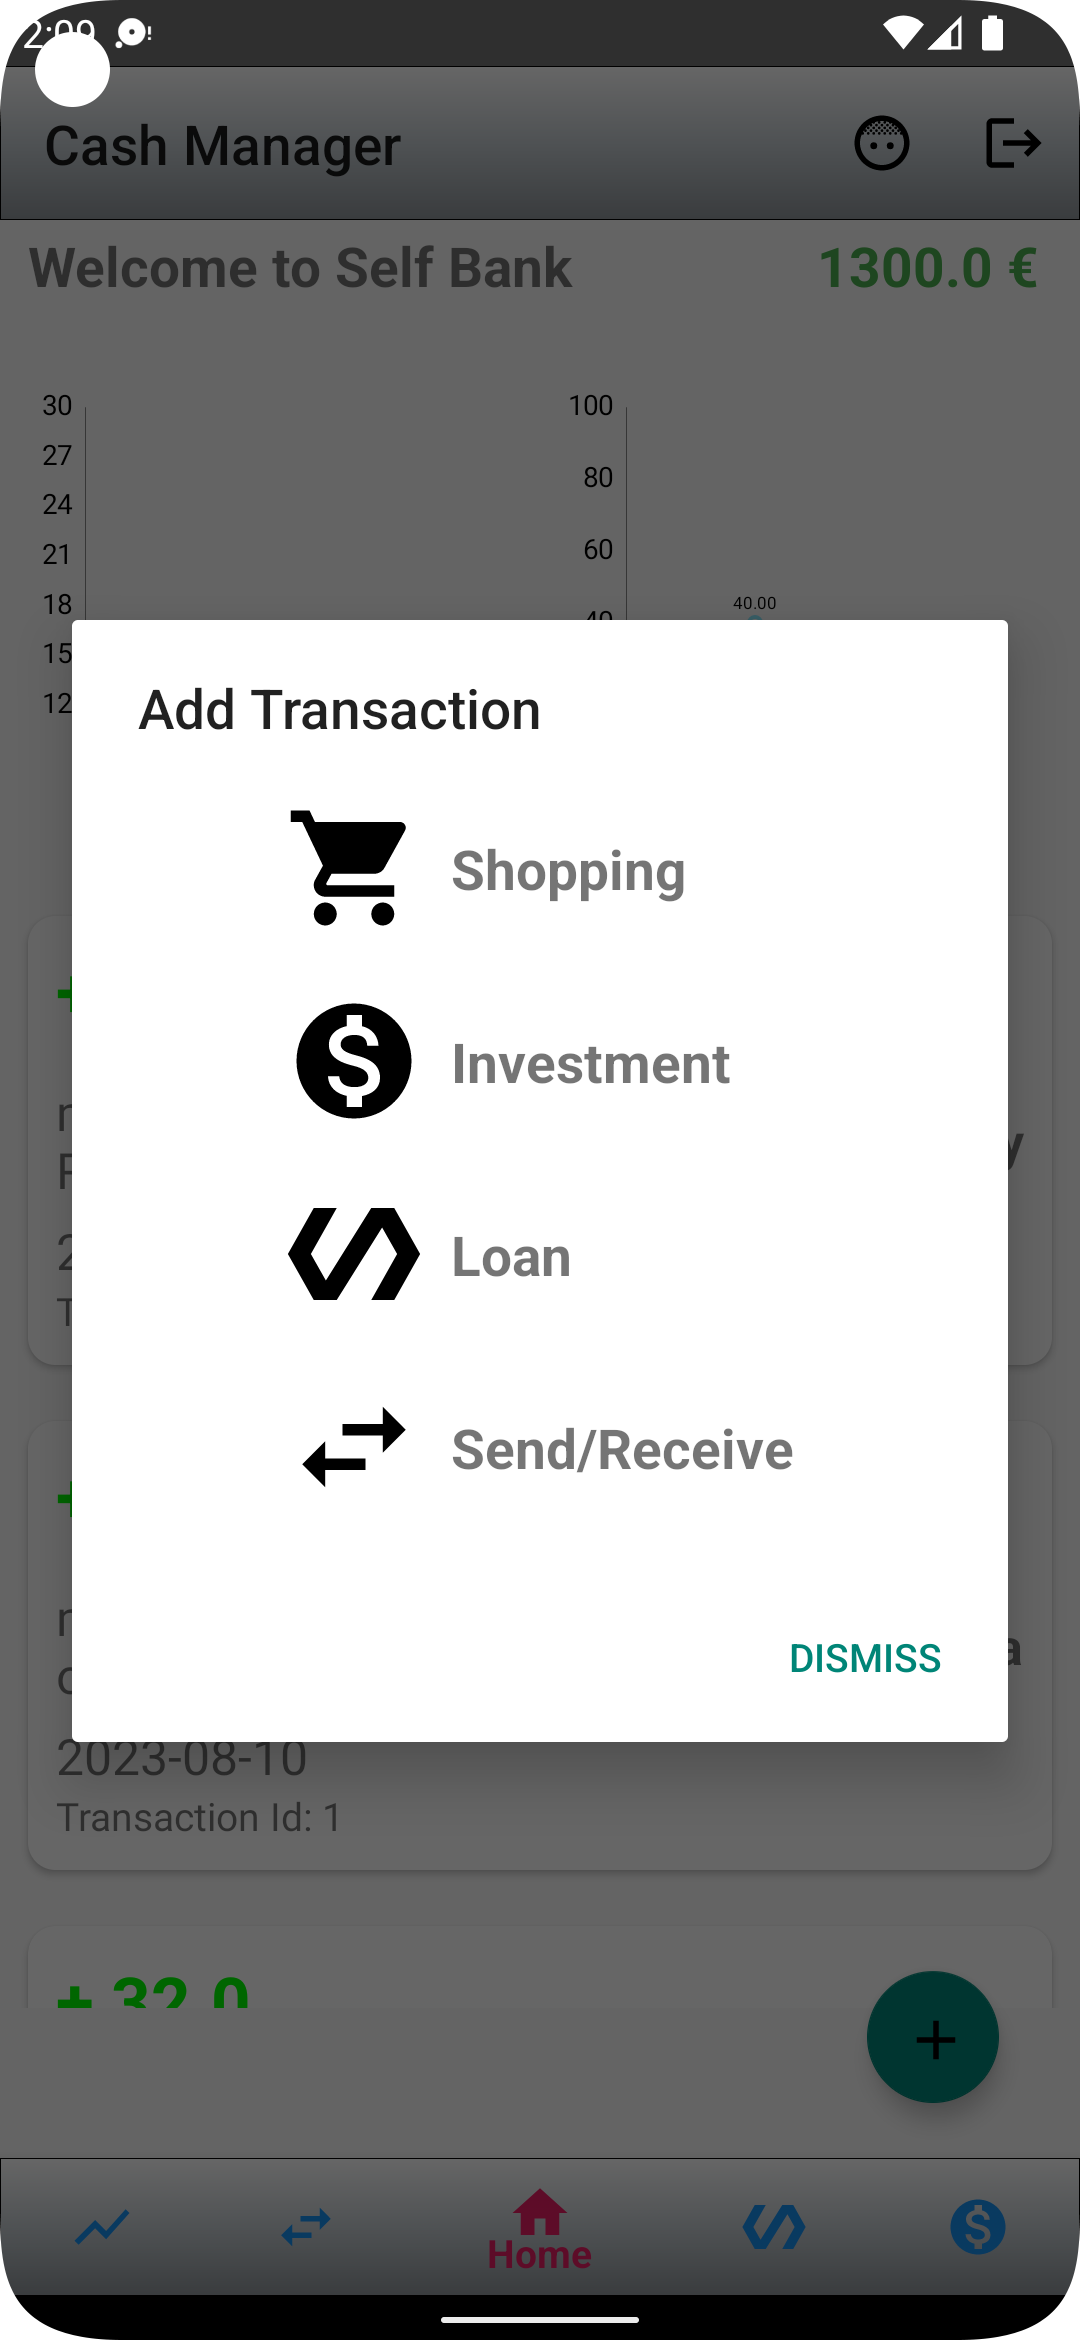 2:09
Cash Manager
Welcome to Self Bank 1300.0 €
30
27
24
21
18
15
12
100
80
60
40
40.00
Add Transaction
Shopping
Investment
Loan
Send/Receive
DISMISS
2023-08-10
Transaction Id: 1
+ 32.0
Home